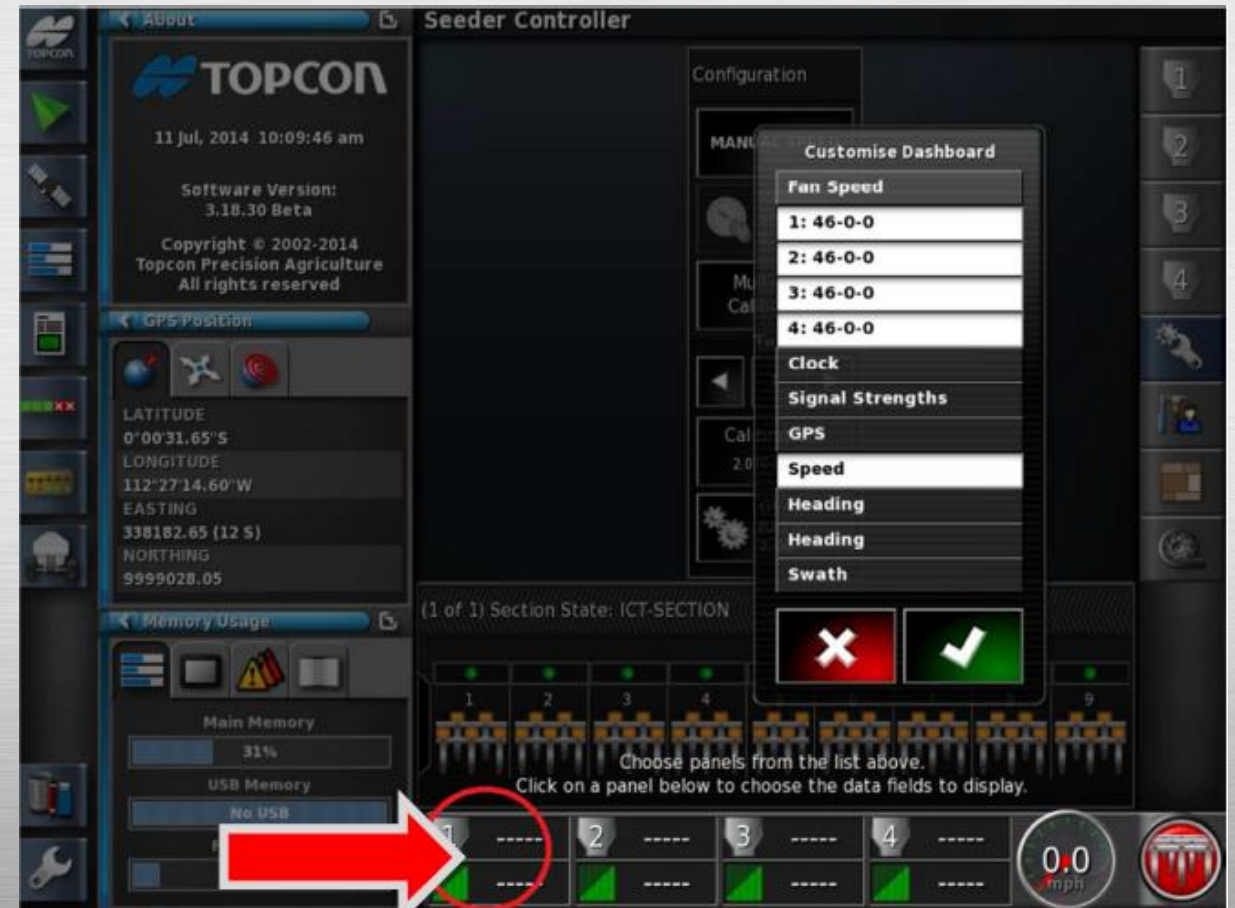 TOPCON
About
TOPCON
11 Jul, 2014 10:09:46 am
Software Version:
3.18.30 Beta
Copyright © 2002-2014
Topcon Precision Agriculture
All rights reserved
GPS Position
LATITUDE
0°00'31.65"S
LONGITUDE
112°27'14.60"W
EASTING
338182.65 (12 S)
NORTHING
9999028.05
Memory Usage
Main Memory
31%
USB Memory
No USB
Seeder Controller
Configuration
Customise Dashboard
Fan Speed
1: 46-0-0
2: 46-0-0
3: 46-0-0
4: 46-0-0
Clock
Signal Strengths
GPS
Speed
Heading
Heading
Swath
(1 of 1) Section State: ICT-SECTION
1 2 3 4 9
Choose panels from the list above.
Click on a panel below to choose the data fields to display.
1 ----- 2 ----- 3 ----- 4 -----
----- ----- ----- -----
0.0
mph
1
2
3
4